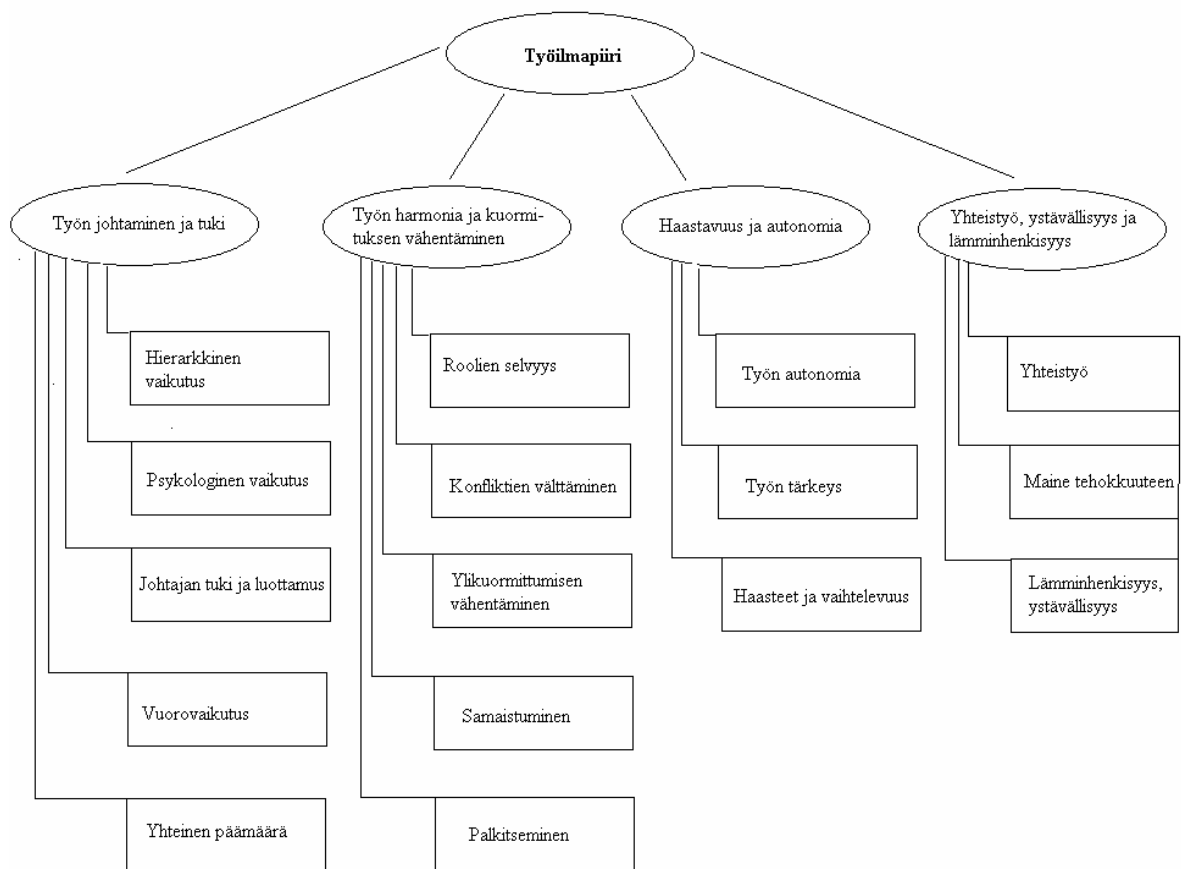 Työilmapiiri
Työn johtaminen ja tuki
Työn harmonia ja kuormi-
tuksen vähentäminen
Haastavuus ja autonomia
Yhteistyö, ystävällisyys ja
lämminhenkisyys
Hierarkkinen
vaikutus
Psykologinen vaikutus
Johtajan tuki ja luottamus
Vuorovaikutus
Yhteinen päämäärä
Roolien selvyys
Konfliktien välttäminen
Ylikuormittumisen
vähentäminen
Samaistuminen
Palkitseminen
Työn autonomia
Työn tärkeys
Haasteet ja vaihtelevuus
Yhteistyö
Maine tehokkuuteen
Lämminhenkisyys,
ystävällisyys